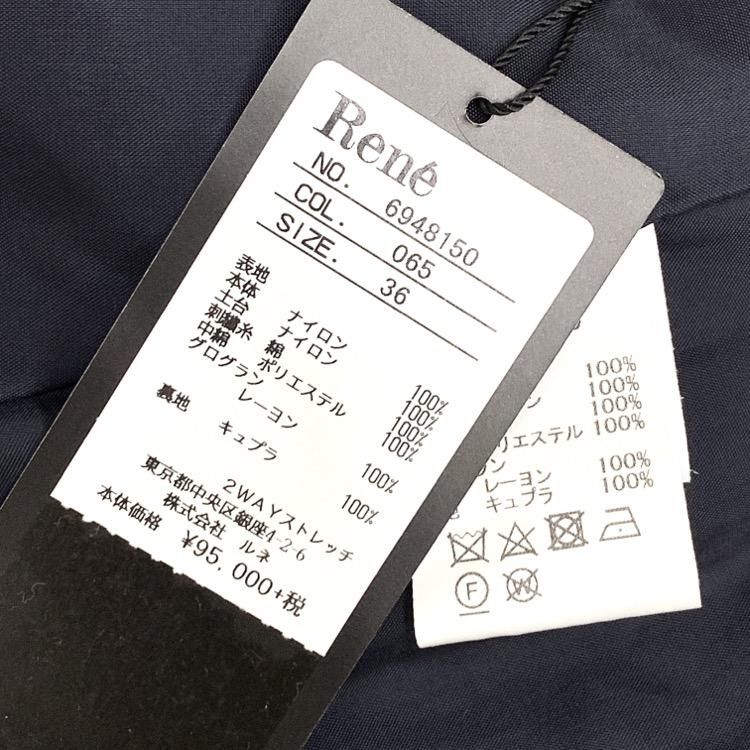 René
NO. 6948150
COL. 065
SIZE. 36
表地
本体 ナイロン 100%
土台 ナイロン 100%
刺繍糸 綿 100%
中綿 ポリエステル 100%
グログラン
レーヨン 100%
裏地
キュプラ 100%
2WAYストレッチ
東京都中央区銀座4-2-6
株式会社 ルネ
本体価格 ¥95,000+税
100%
100%
ン 100%
リエステル 100%
ン
レーヨン 100%
キュプラ 100%
F
W